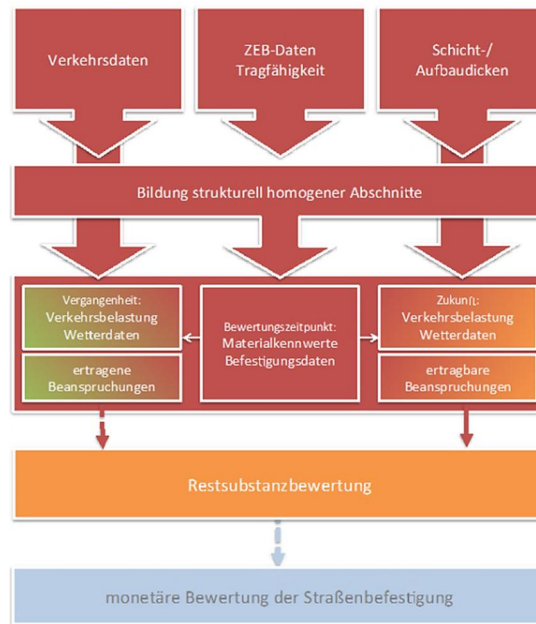 Verkehrsdaten
ZEB-Daten
Tragfähigkeit
Schicht-/
Aufbaudicken
Bildung strukturell homogener Abschnitte
Vergangenheit:
Verkehrsbelastung
Wetterdaten
ertragene
Beanspruchungen
Bewertungszeitpunkt:
Materialkennwerte
Befestigungsdaten
Zukunft:
Verkehrsbelastung
Wetterdaten
ertragbare
Beanspruchungen
Restsubstanzbewertung
monetäre Bewertung der Straßenbefestigung